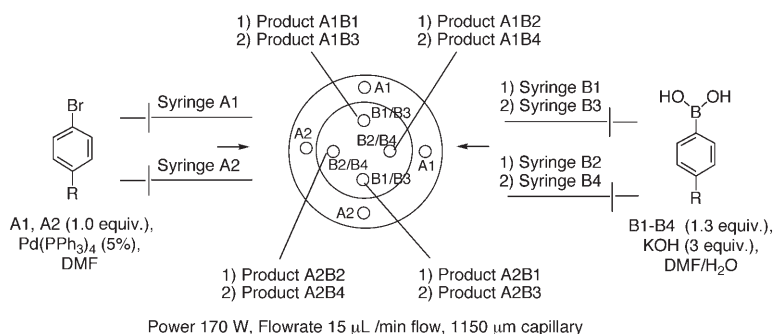 1) Product A1B1
2) Product A1B3
1) Product A1B2
2) Product A1B4
Br
R
Syringe A1
Syringe A2
A1
B1/B3
A2
B2/B4
B2/B4
A1
B1/B3
A2
1) Syringe B1
2) Syringe B3
1) Syringe B2
2) Syringe B4
HO
OH
B
R
A1, A2 (1.0 equiv.),
Pd(PPh3)4 (5%),
DMF
B1-B4 (1.3 equiv.),
KOH (3 equiv.),
DMF/H2O
1) Product A2B2
2) Product A2B4
1) Product A2B1
2) Product A2B3
Power 170 W, Flowrate 15 μL /min flow, 1150 μm capillary